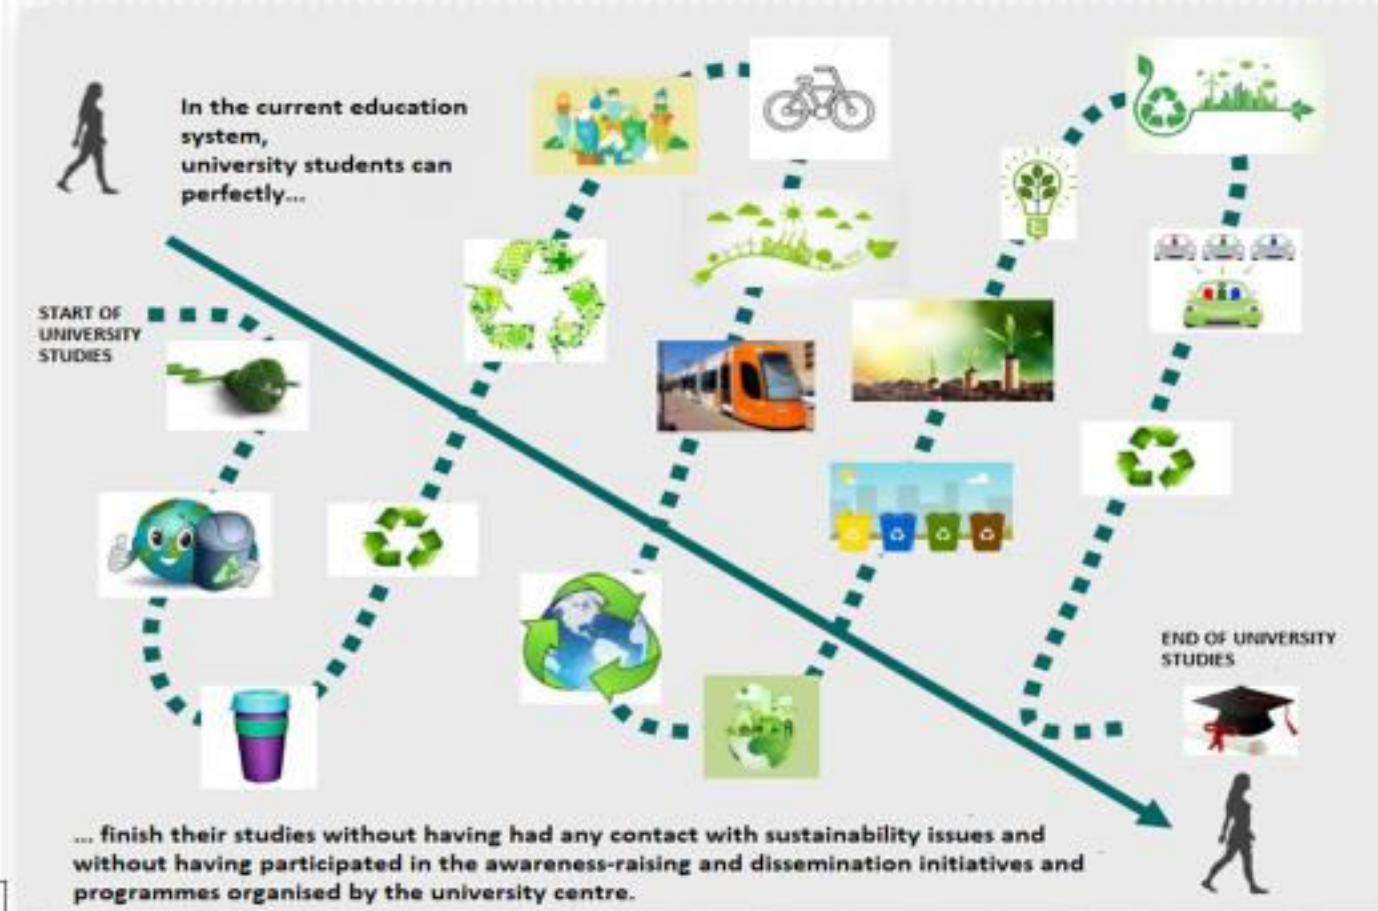 In the current education
system,
university students can
perfectly...
START OF
UNIVERSITY
STUDIES
END OF UNIVERSITY
STUDIES
... finish their studies without having had any contact with sustainability issues and
without having participated in the awareness-raising and dissemination initiatives and
programmes organised by the university centre.